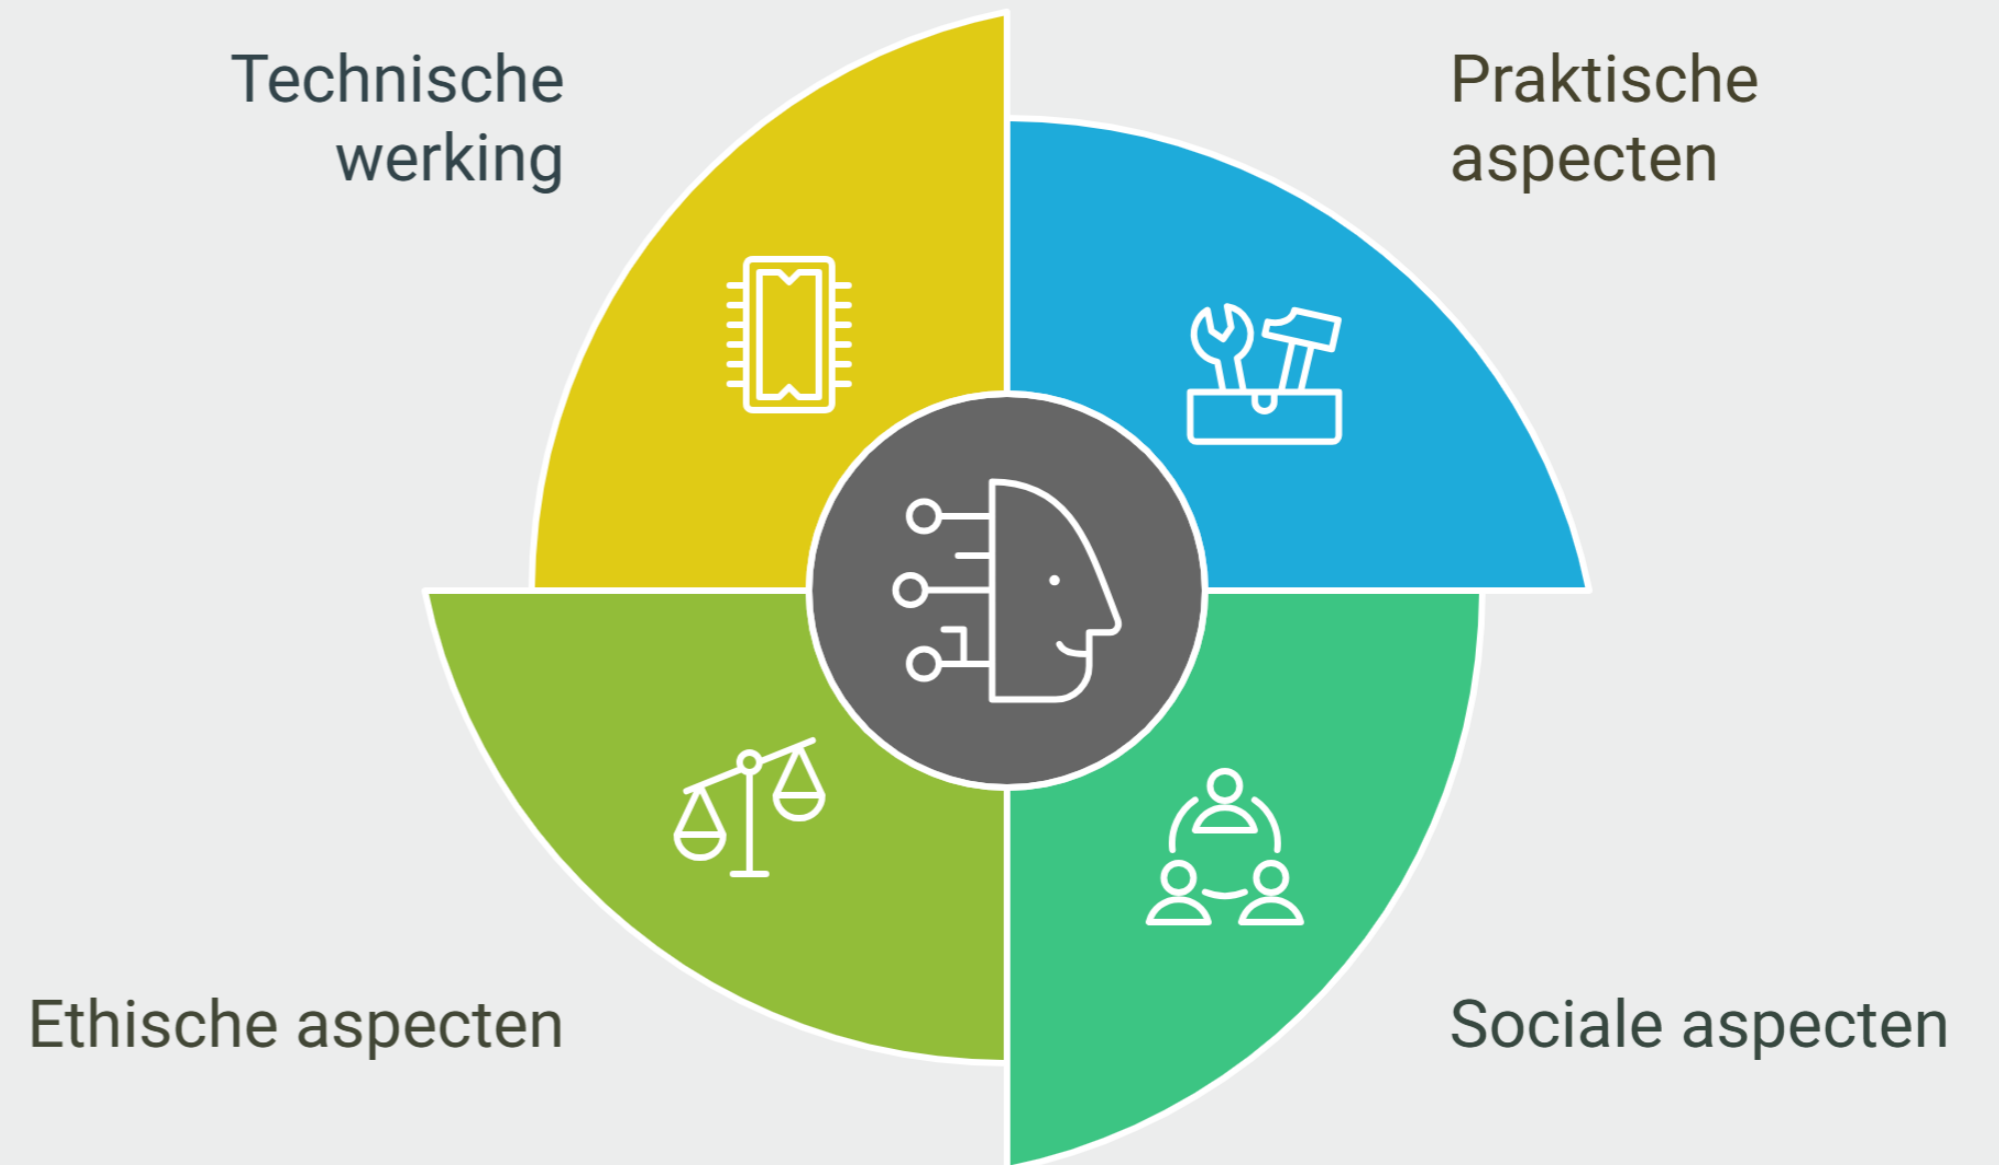 Technische
werking
Praktische
aspecten
Ethische aspecten
Sociale aspecten